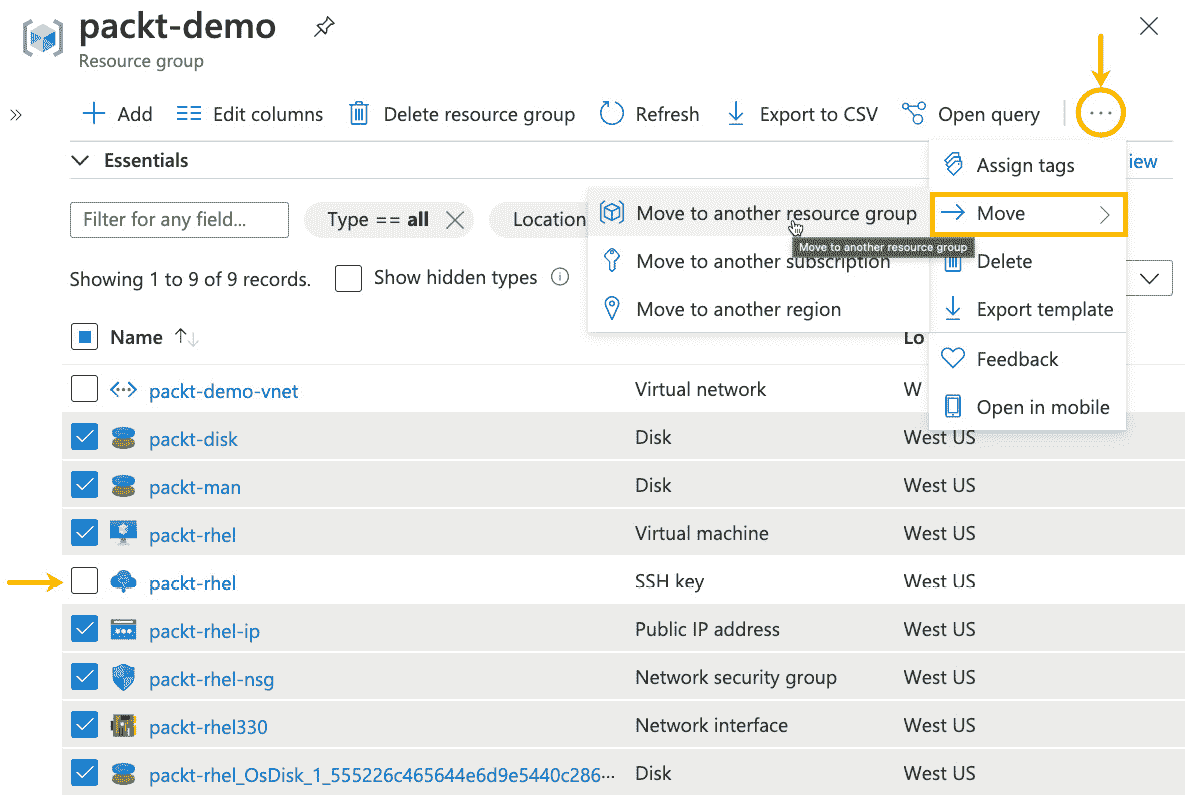 packt-demo
Resource group
Add Edit columns Delete resource group Refresh Export to CSV Open query ...
Essentials
Assign tags
iew
Filter for any field...
Type == all
Location
Move to another resource group
Move
Move to another resource group
Showing 1 to 9 of 9 records.
Show hidden types
Move to another subscription
Delete
Move to another region
Export template
Name
Lo
Feedback
packt-demo-vnet Virtual network W
Open in mobile
packt-disk Disk West US
packt-man Disk West US
packt-rhel Virtual machine West US
packt-rhel SSH key West US
packt-rhel-ip Public IP address West US
packt-rhel-nsg Network security group West US
packt-rhel330 Network interface West US
packt-rhel_OsDisk_1_555226c465644e6d9e5440c286... Disk West US